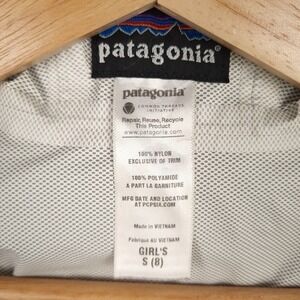 patagonia®
patagonia®
COMMON THREADS
INITIATIVE
Repair, Reuse, Recycle
This Product
www.patagonia.com
100% NYLON
EXCLUSIVE OF TRIM
100% POLYAMIDE
A PART LA GARNITURE
MFG DATE AND LOCATION
AT PCPUIA.COM
Made in VIETNAM
Fabriqué AU VIETNAM
GIRL'S
S (8)